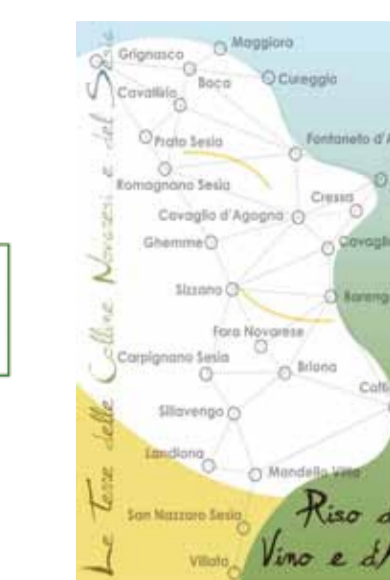 Maggiora
Grignasco
Boca
Cureggio
Cavallirio
Prato Sesia
Fontaneto d'A
Romagnano Sesia
Cressa
Cavaglio d'Agogna
Ghemme
Cavaglie
Sizzano
Barengo
Fara Novarese
Carpignano Sesia
Briona
Calti
Sillavengo
Landiona
Mandello Vitta
San Nazzaro Sesia
Villata
Le Terre delle Colline Novaresi e del Sesia
Riso d
Vino e d'A